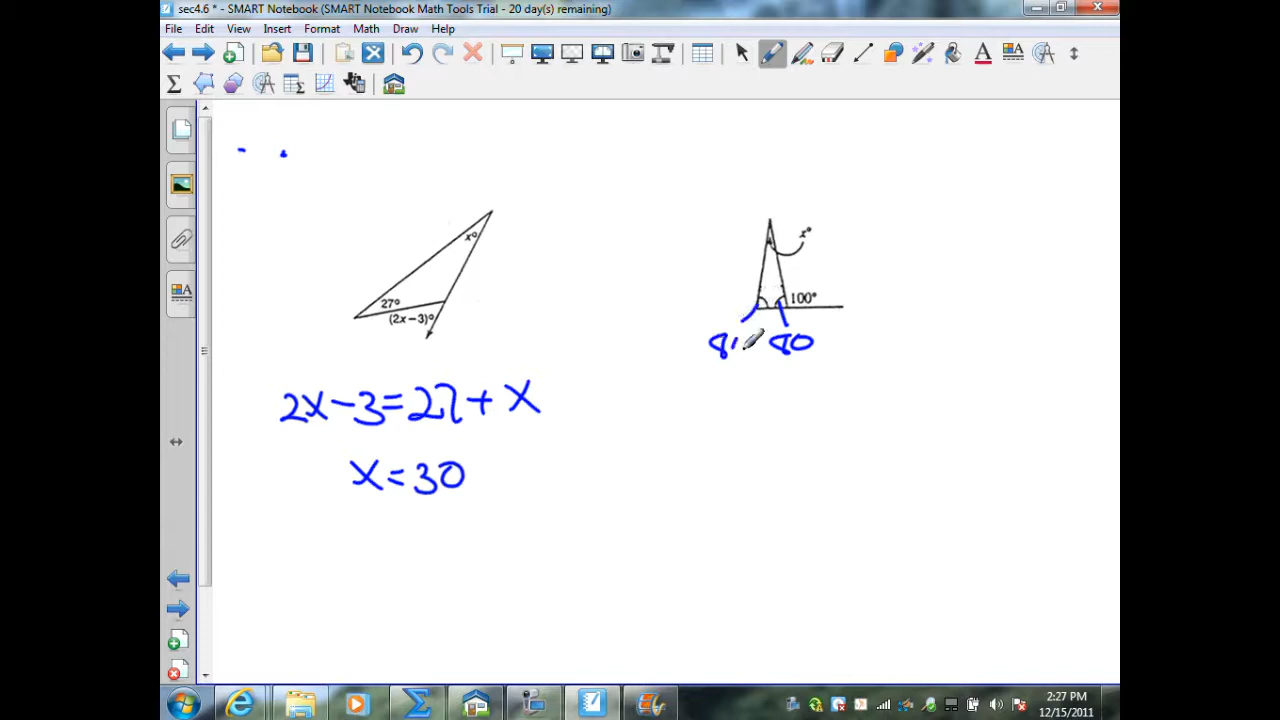 sec4.6 * - SMART Notebook (SMART Notebook Math Tools Trial - 20 day(s) remaining)
File Edit View Insert Format Math Draw Help
x°
27°
(2x−3)°
x°
100°
80
2x-3=27+x
x=30
2:27 PM
12/15/2011